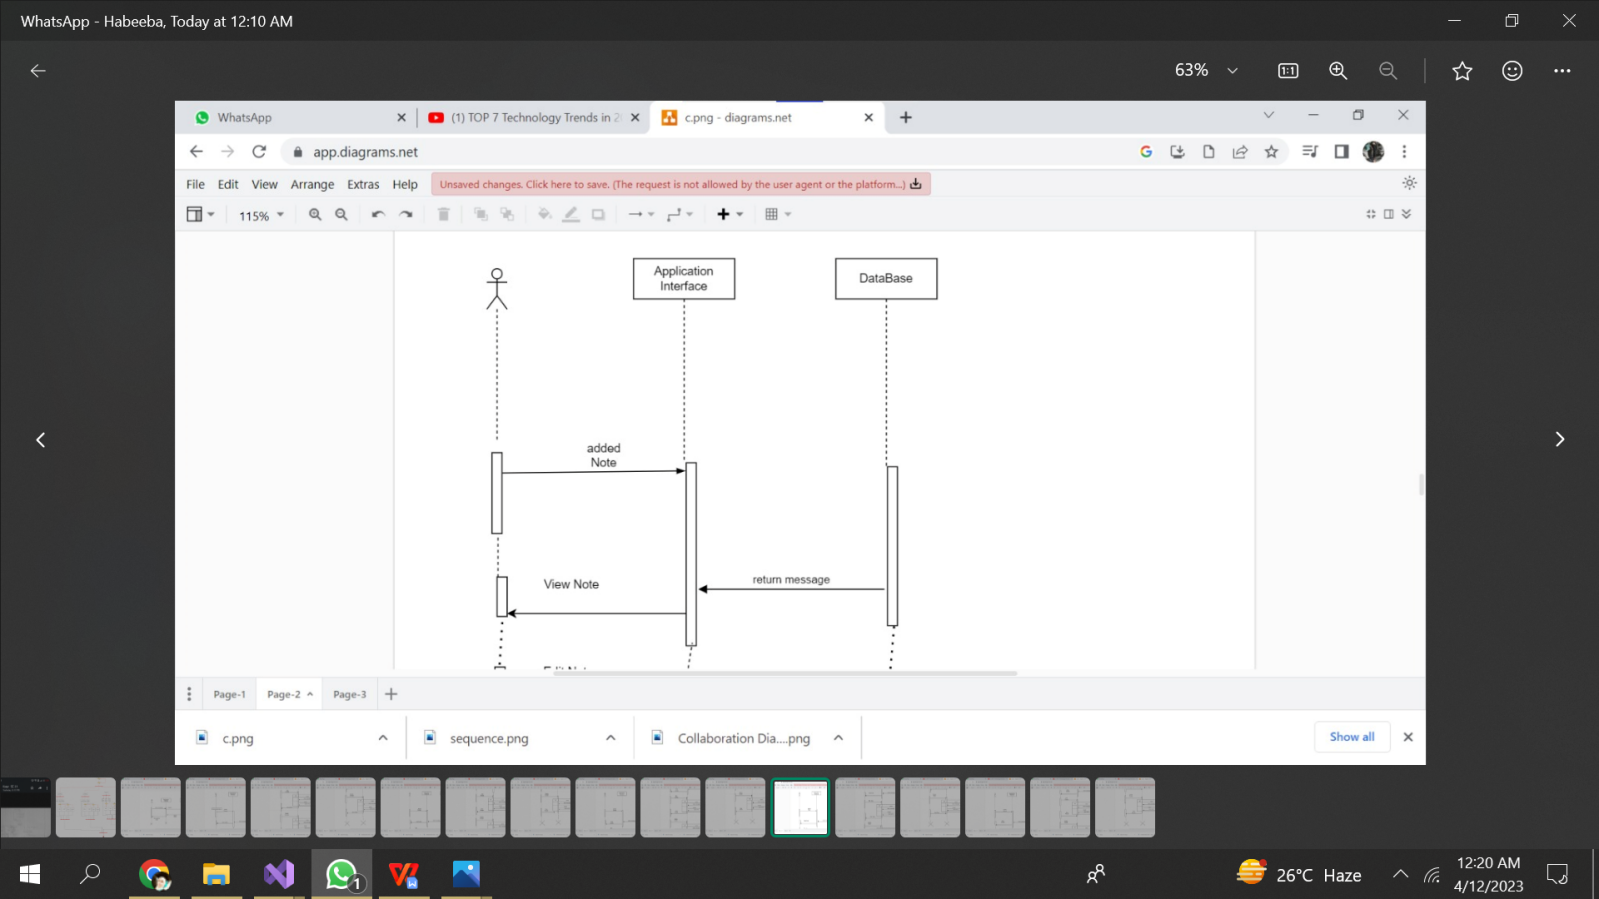 WhatsApp - Habeeba, Today at 12:10 AM
63%
1:1
WhatsApp
(1) TOP 7 Technology Trends in 2
c.png - diagrams.net
app.diagrams.net
File Edit View Arrange Extras Help
Unsaved changes. Click here to save. (The request is not allowed by the user agent or the platform...)
115%
Application
Interface
DataBase
added
Note
View Note
return message
Page-1
Page-2
Page-3
c.png
sequence.png
Collaboration Dia....png
Show all
1
26°C Haze
12:20 AM
4/12/2023